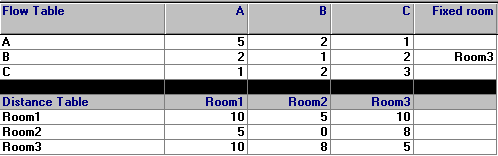 Flow Table A B C Fixed room
A 5 2 1
B 2 1 2 Room3
C 1 2 3
Distance Table Room1 Room2 Room3
Room1 10 5 10
Room2 5 0 8
Room3 10 8 5